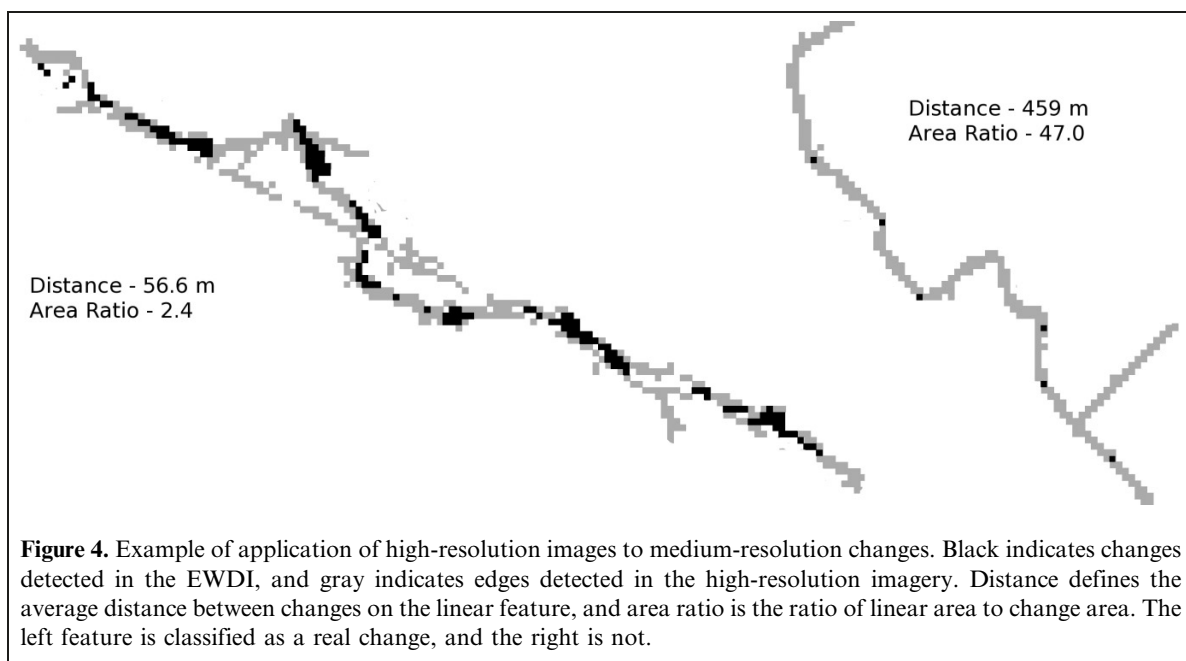 Distance - 459 m
Area Ratio - 47.0
Distance - 56.6 m
Area Ratio - 2.4
Figure 4. Example of application of high-resolution images to medium-resolution changes. Black indicates changes
detected in the EWDI, and gray indicates edges detected in the high-resolution imagery. Distance defines the
average distance between changes on the linear feature, and area ratio is the ratio of linear area to change area. The
left feature is classified as a real change, and the right is not.